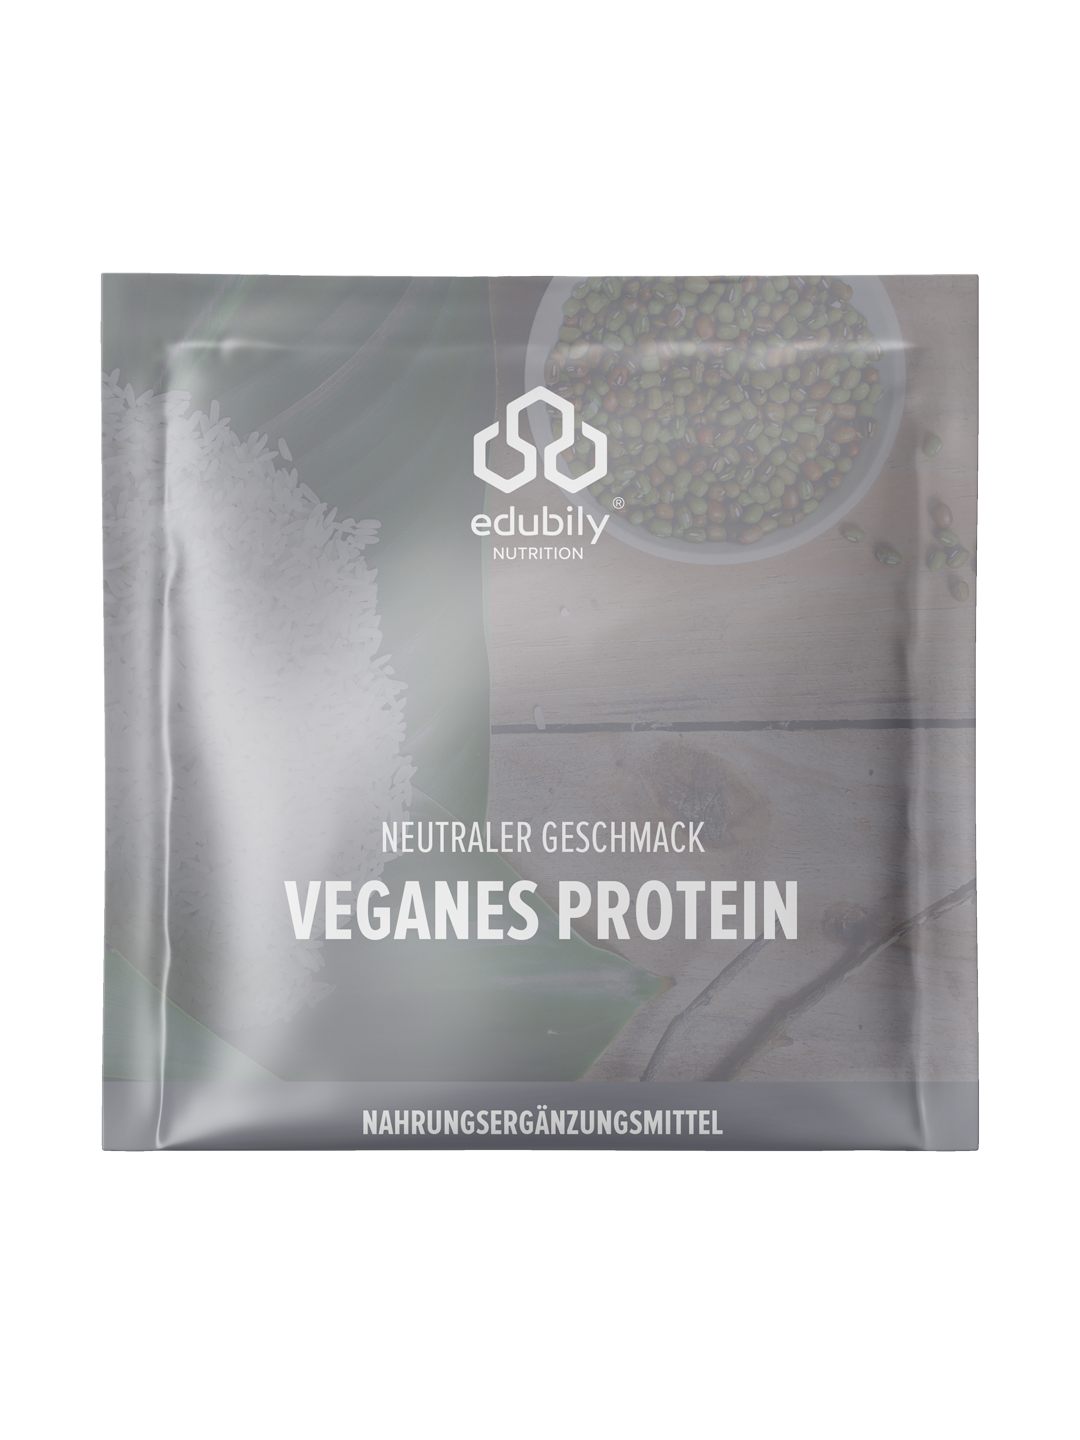 edubily®
NUTRITION
NEUTRALER GESCHMACK
VEGANES PROTEIN
NAHRUNGSERGÄNZUNGSMITTEL